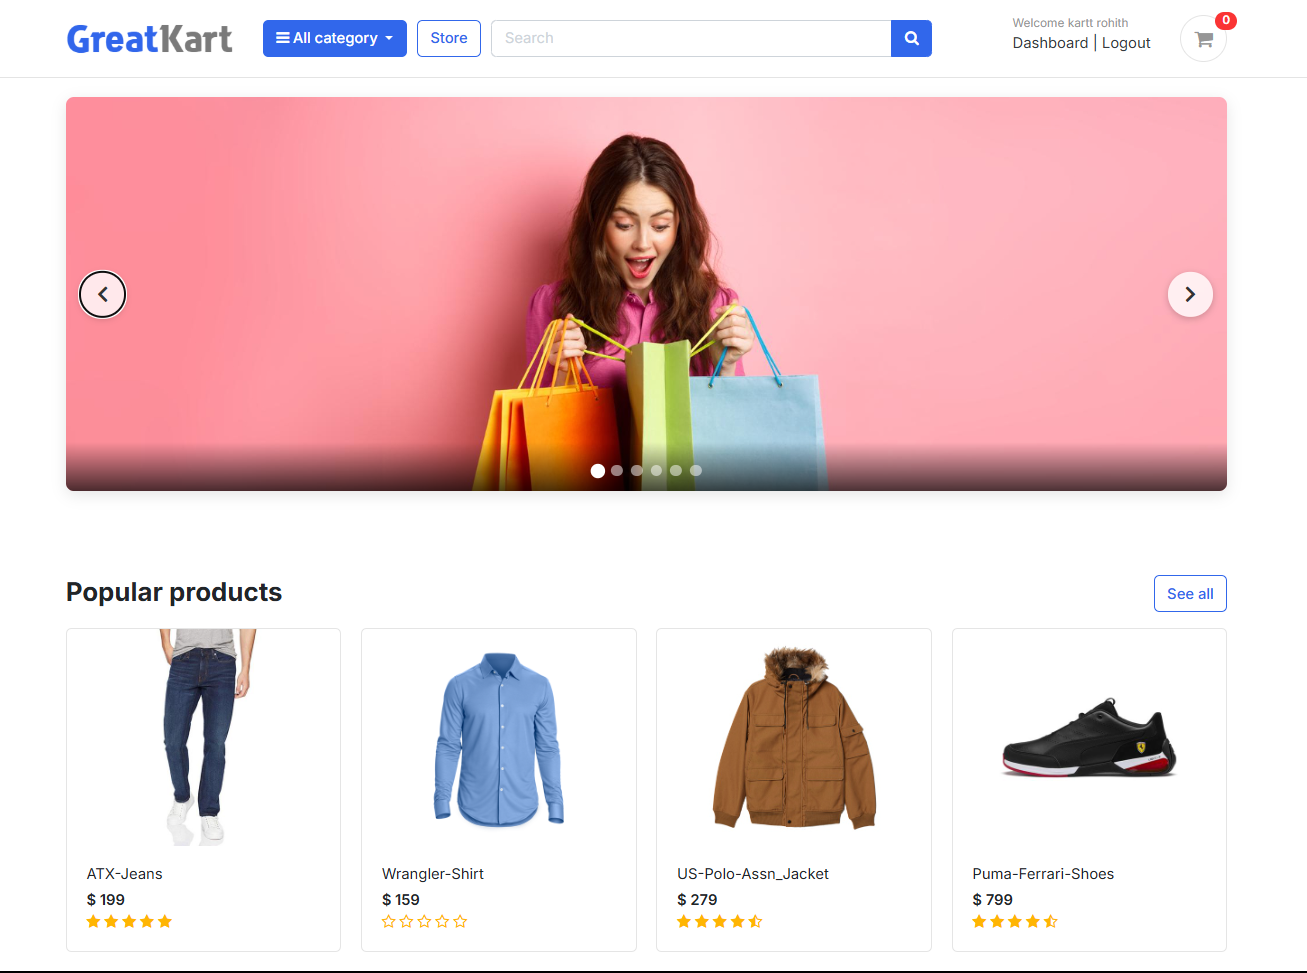 GreatKart
All category
Store
Search
Welcome kartt rohith
Dashboard | Logout
0
Popular products
See all
ATX-Jeans
$ 199
Wrangler-Shirt
$ 159
US-Polo-Assn_Jacket
$ 279
Puma-Ferrari-Shoes
$ 799